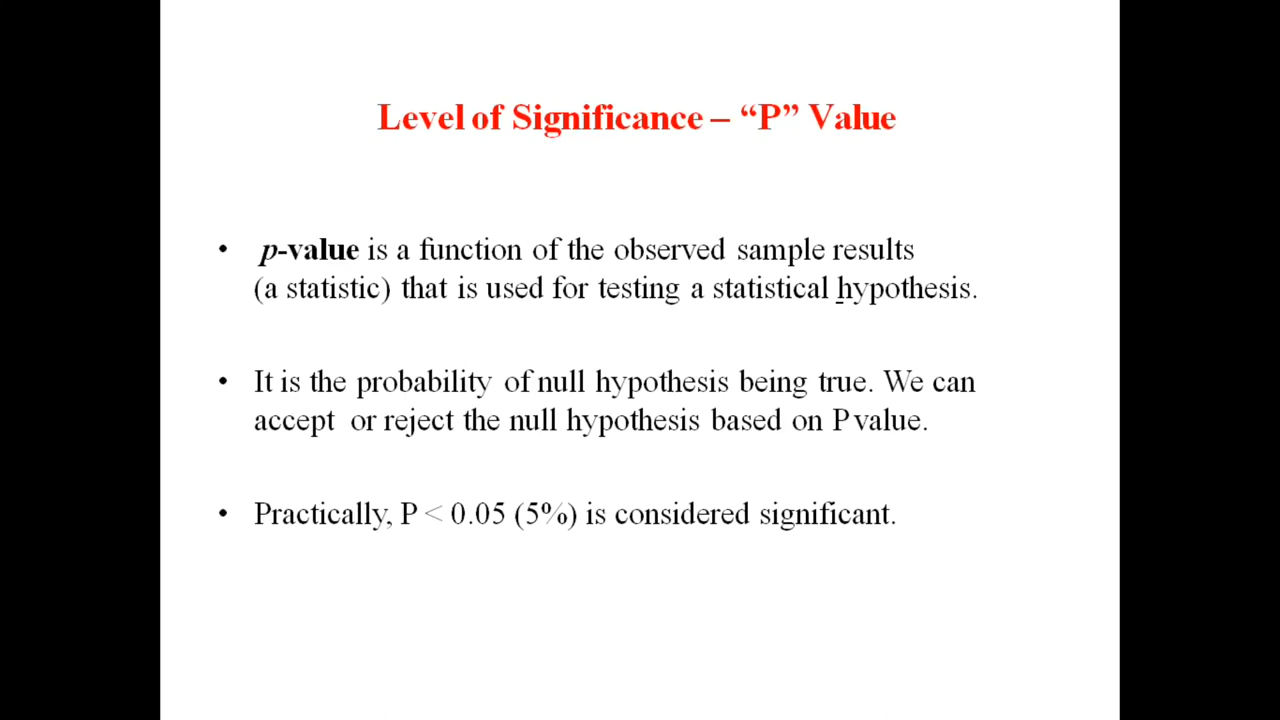 Level of Significance – “P” Value
• p-value is a function of the observed sample results
(a statistic) that is used for testing a statistical hypothesis.
• It is the probability of null hypothesis being true. We can
accept or reject the null hypothesis based on P value.
• Practically, P < 0.05 (5%) is considered significant.